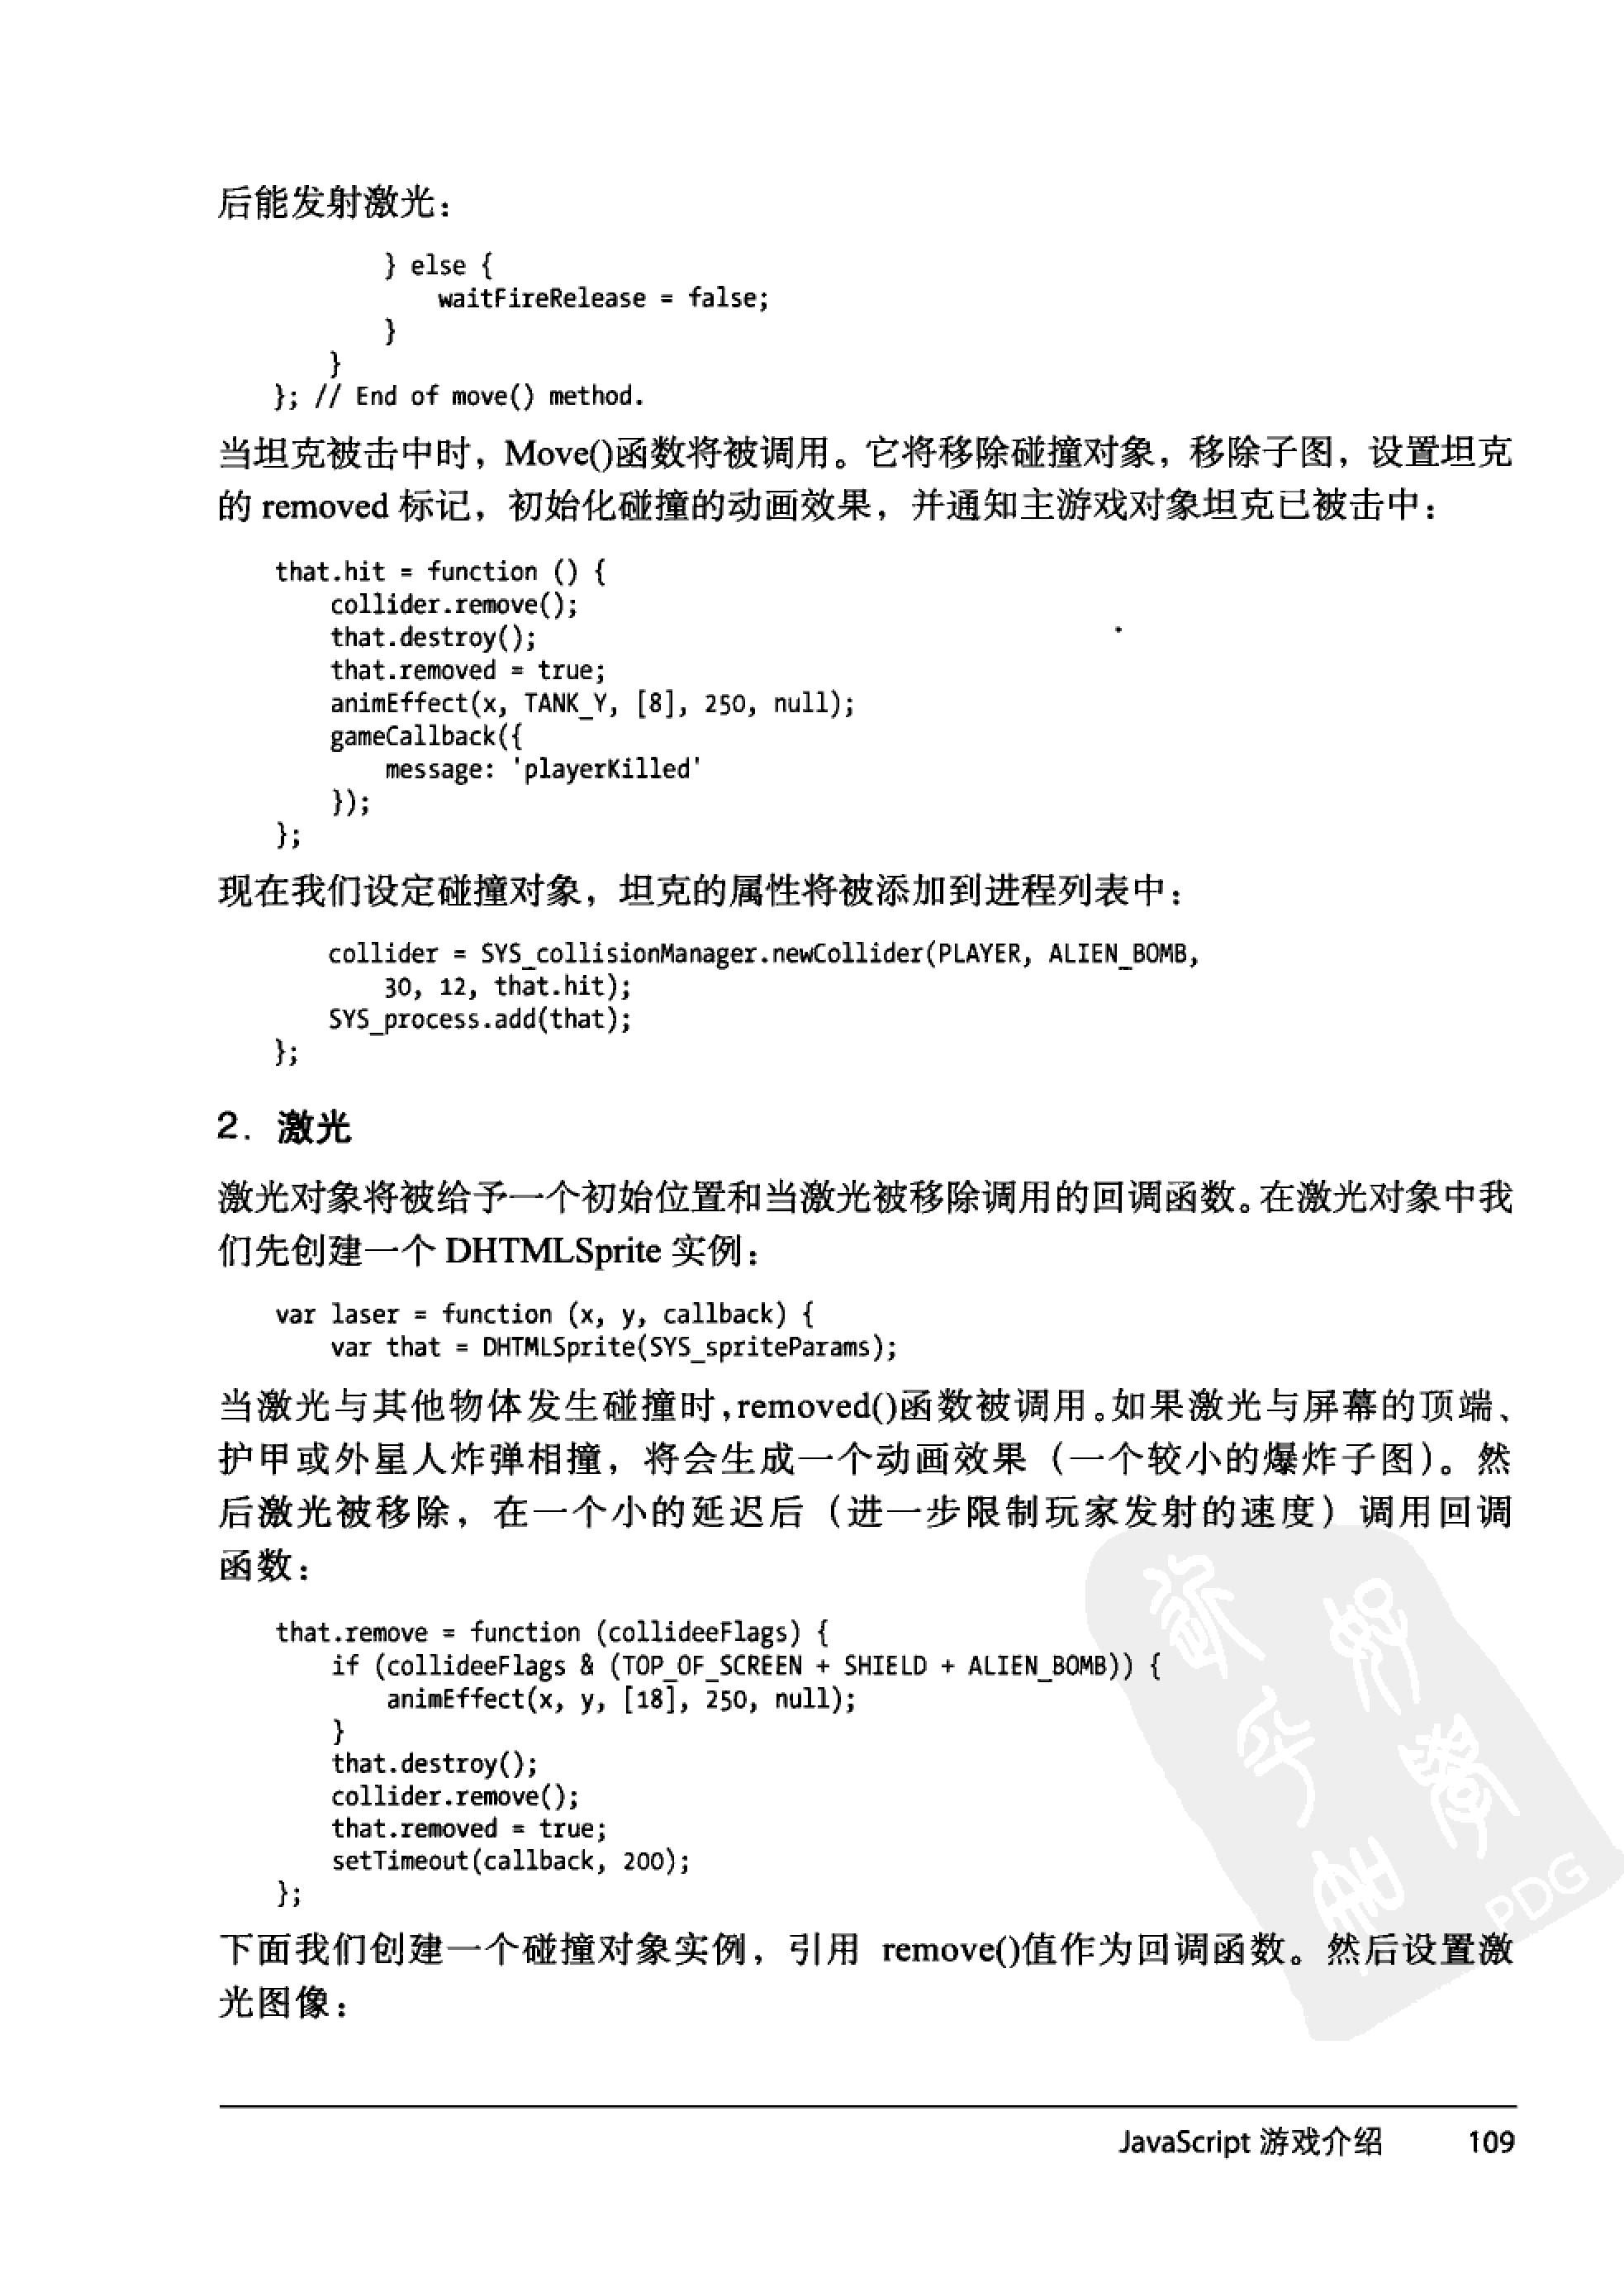 后能发射激光：
} else {
waitFireRelease = false;
}
}
}; // End of move() method.
当坦克被击中时，Move()函数将被调用。它将移除碰撞对象，移除子图，设置坦克
的 removed 标记，初始化碰撞的动画效果，并通知主游戏对象坦克已被击中：
that.hit = function () {
collider.remove();
that.destroy();
that.removed = true;
animEffect(x, TANK_Y, [8], 250, null);
gameCallback({
message: 'playerKilled'
});
};
现在我们设定碰撞对象，坦克的属性将被添加到进程列表中：
collider = SYS_collisionManager.newCollider(PLAYER, ALIEN_BOMB,
30, 12, that.hit);
SYS_process.add(that);
};
2. 激光
激光对象将被给予一个初始位置和当激光被移除调用的回调函数。在激光对象中我
们先创建一个 DHTMLSprite 实例：
var laser = function (x, y, callback) {
var that = DHTMLSprite(SYS_spriteParams);
当激光与其他物体发生碰撞时，removed()函数被调用。如果激光与屏幕的顶端、
护甲或外星人炸弹相撞，将会生成一个动画效果（一个较小的爆炸子图）。然
后激光被移除，在一个小的延迟后（进一步限制玩家发射的速度）调用回调
函数：
that.remove = function (collideeFlags) {
if (collideeFlags & (TOP_OF_SCREEN + SHIELD + ALIEN_BOMB)) {
animEffect(x, y, [18], 250, null);
}
that.destroy();
collider.remove();
that.removed = true;
setTimeout(callback, 200);
};
下面我们创建一个碰撞对象实例，引用 remove()值作为回调函数。然后设置激
光图像：
PDG
JavaScript 游戏介绍 109